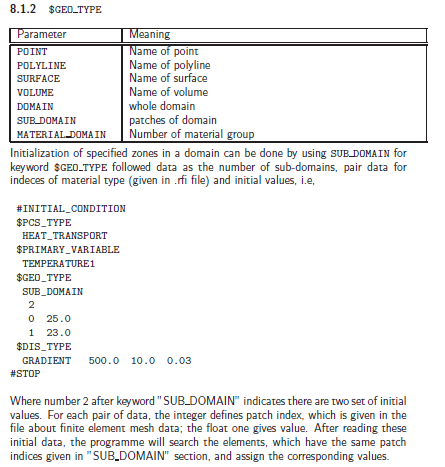 8.1.2 $GEO_TYPE
Parameter Meaning
POINT Name of point
POLYLINE Name of polyline
SURFACE Name of surface
VOLUME Name of volume
DOMAIN whole domain
SUB_DOMAIN patches of domain
MATERIAL_DOMAIN Number of material group
Initialization of specified zones in a domain can be done by using SUB_DOMAIN for
keyword $GEO_TYPE followed data as the number of sub-domains, pair data for
indeces of material type (given in .rfi file) and initial values, i.e,
#INITIAL_CONDITION
$PCS_TYPE
HEAT_TRANSPORT
$PRIMARY_VARIABLE
TEMPERATURE1
$GEO_TYPE
SUB_DOMAIN
2
0 25.0
1 23.0
$DIS_TYPE
GRADIENT 500.0 10.0 0.03
#STOP
Where number 2 after keyword "SUB_DOMAIN" indicates there are two set of initial
values. For each pair of data, the integer defines patch index, which is given in the
file about finite element mesh data; the float one gives value. After reading these
initial data, the programme will search the elements, which have the same patch
indices given in "SUB_DOMAIN" section, and assign the corresponding values.